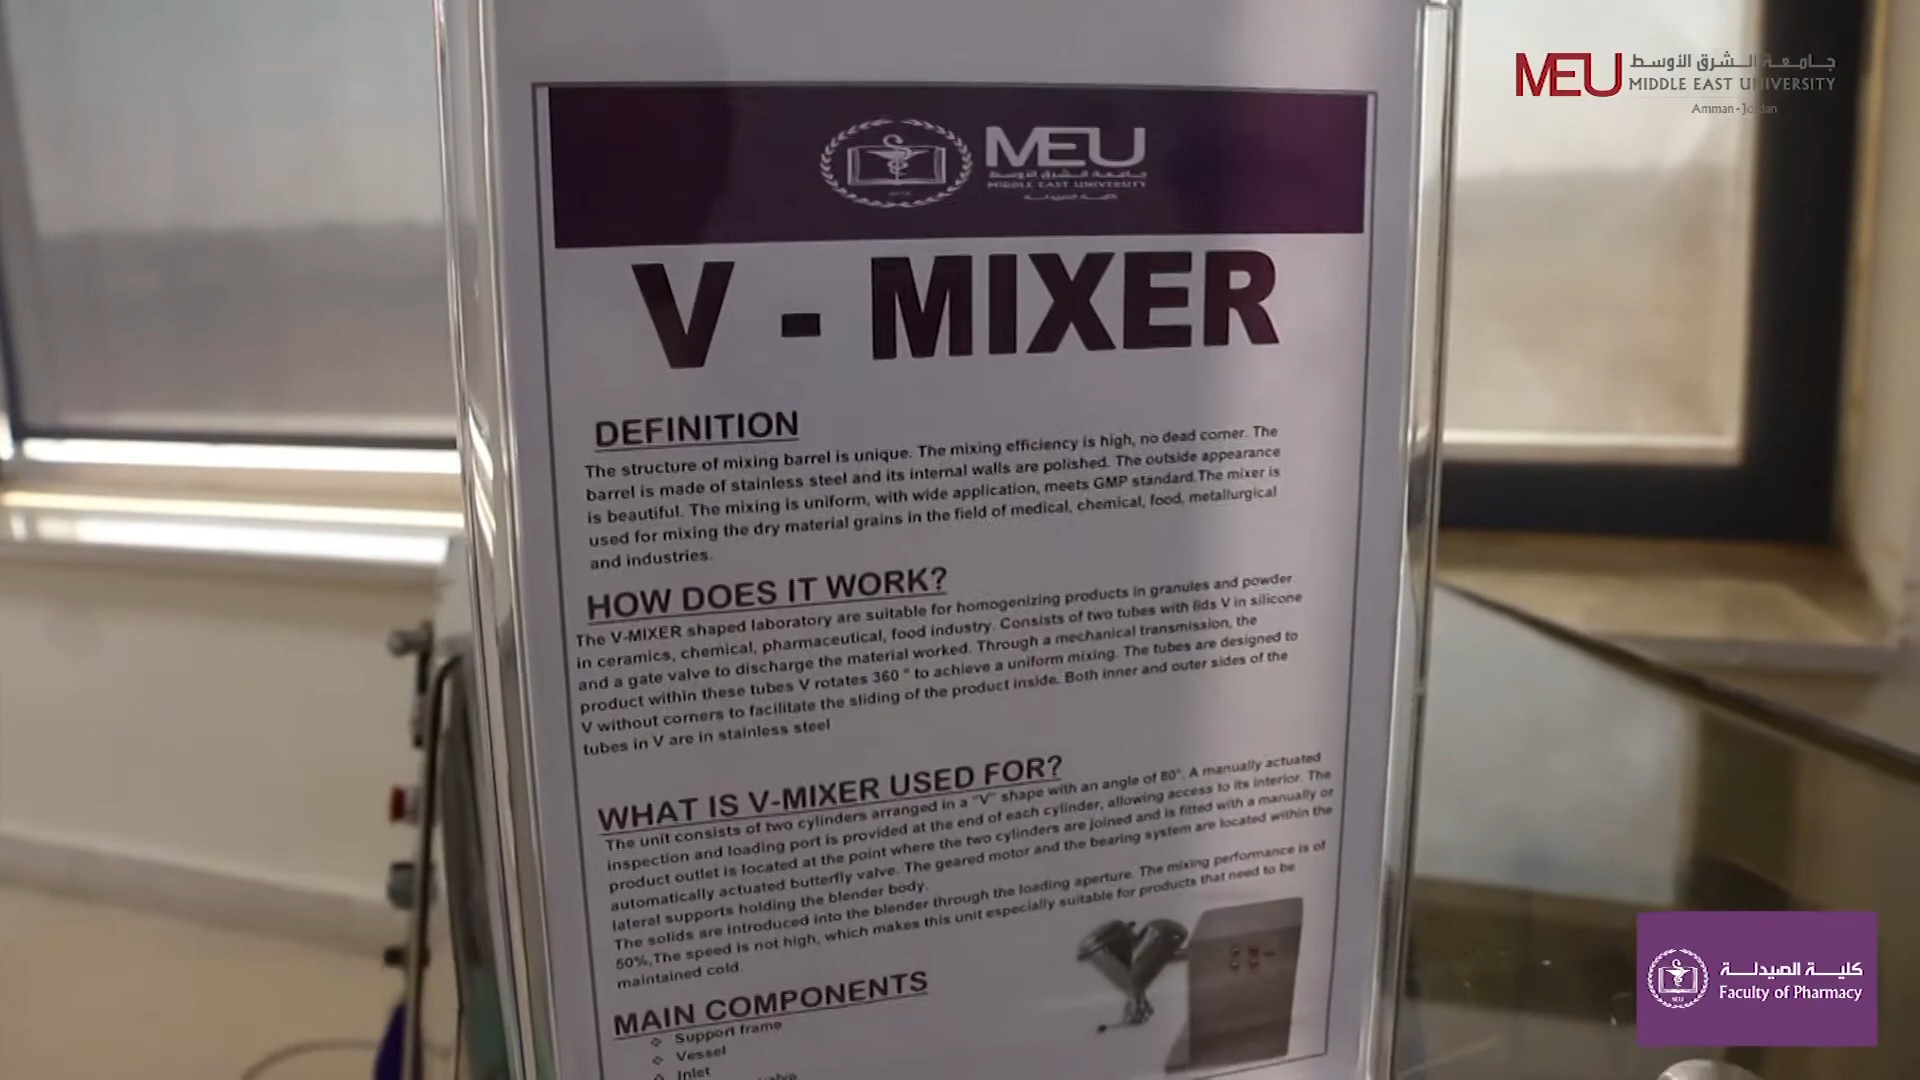 MEU جامعة الشرق الأوسط
MIDDLE EAST UNIVERSITY
Amman - Jordan
MEU
جامعة الشرق الأوسط
MIDDLE EAST UNIVERSITY
كلية الصيدلة
V - MIXER
DEFINITION
The structure of mixing barrel is unique. The mixing efficiency is high, no dead corner. The
barrel is made of stainless steel and its internal walls are polished. The outside appearance
is beautiful. The mixing is uniform, with wide application, meets GMP standard.The mixer is
used for mixing the dry material grains in the field of medical, chemical, food, metallurgical
and industries.
HOW DOES IT WORK?
The V-MIXER shaped laboratory are suitable for homogenizing products in granules and powder
in ceramics, chemical, pharmaceutical, food industry. Consists of two tubes with lids V in silicone
and a gate valve to discharge the material worked. Through a mechanical transmission, the
product within these tubes V rotates 360 ° to achieve a uniform mixing. The tubes are designed to
V without corners to facilitate the sliding of the product inside. Both inner and outer sides of the
tubes in V are in stainless steel
WHAT IS V-MIXER USED FOR?
The unit consists of two cylinders arranged in a "V" shape with an angle of 80°. A manually actuated
inspection and loading port is provided at the end of each cylinder, allowing access to its interior. The
product outlet is located at the point where the two cylinders are joined and is fitted with a manually or
automatically actuated butterfly valve. The geared motor and the bearing system are located within the
lateral supports holding the blender body.
The solids are introduced into the blender through the loading aperture. The mixing performance is of
50%,The speed is not high, which makes this unit especially suitable for products that need to be
maintained cold.
MAIN COMPONENTS
Support frame
Vessel
Inlet
valve
كلية الصيدلة
Faculty of Pharmacy
MEU